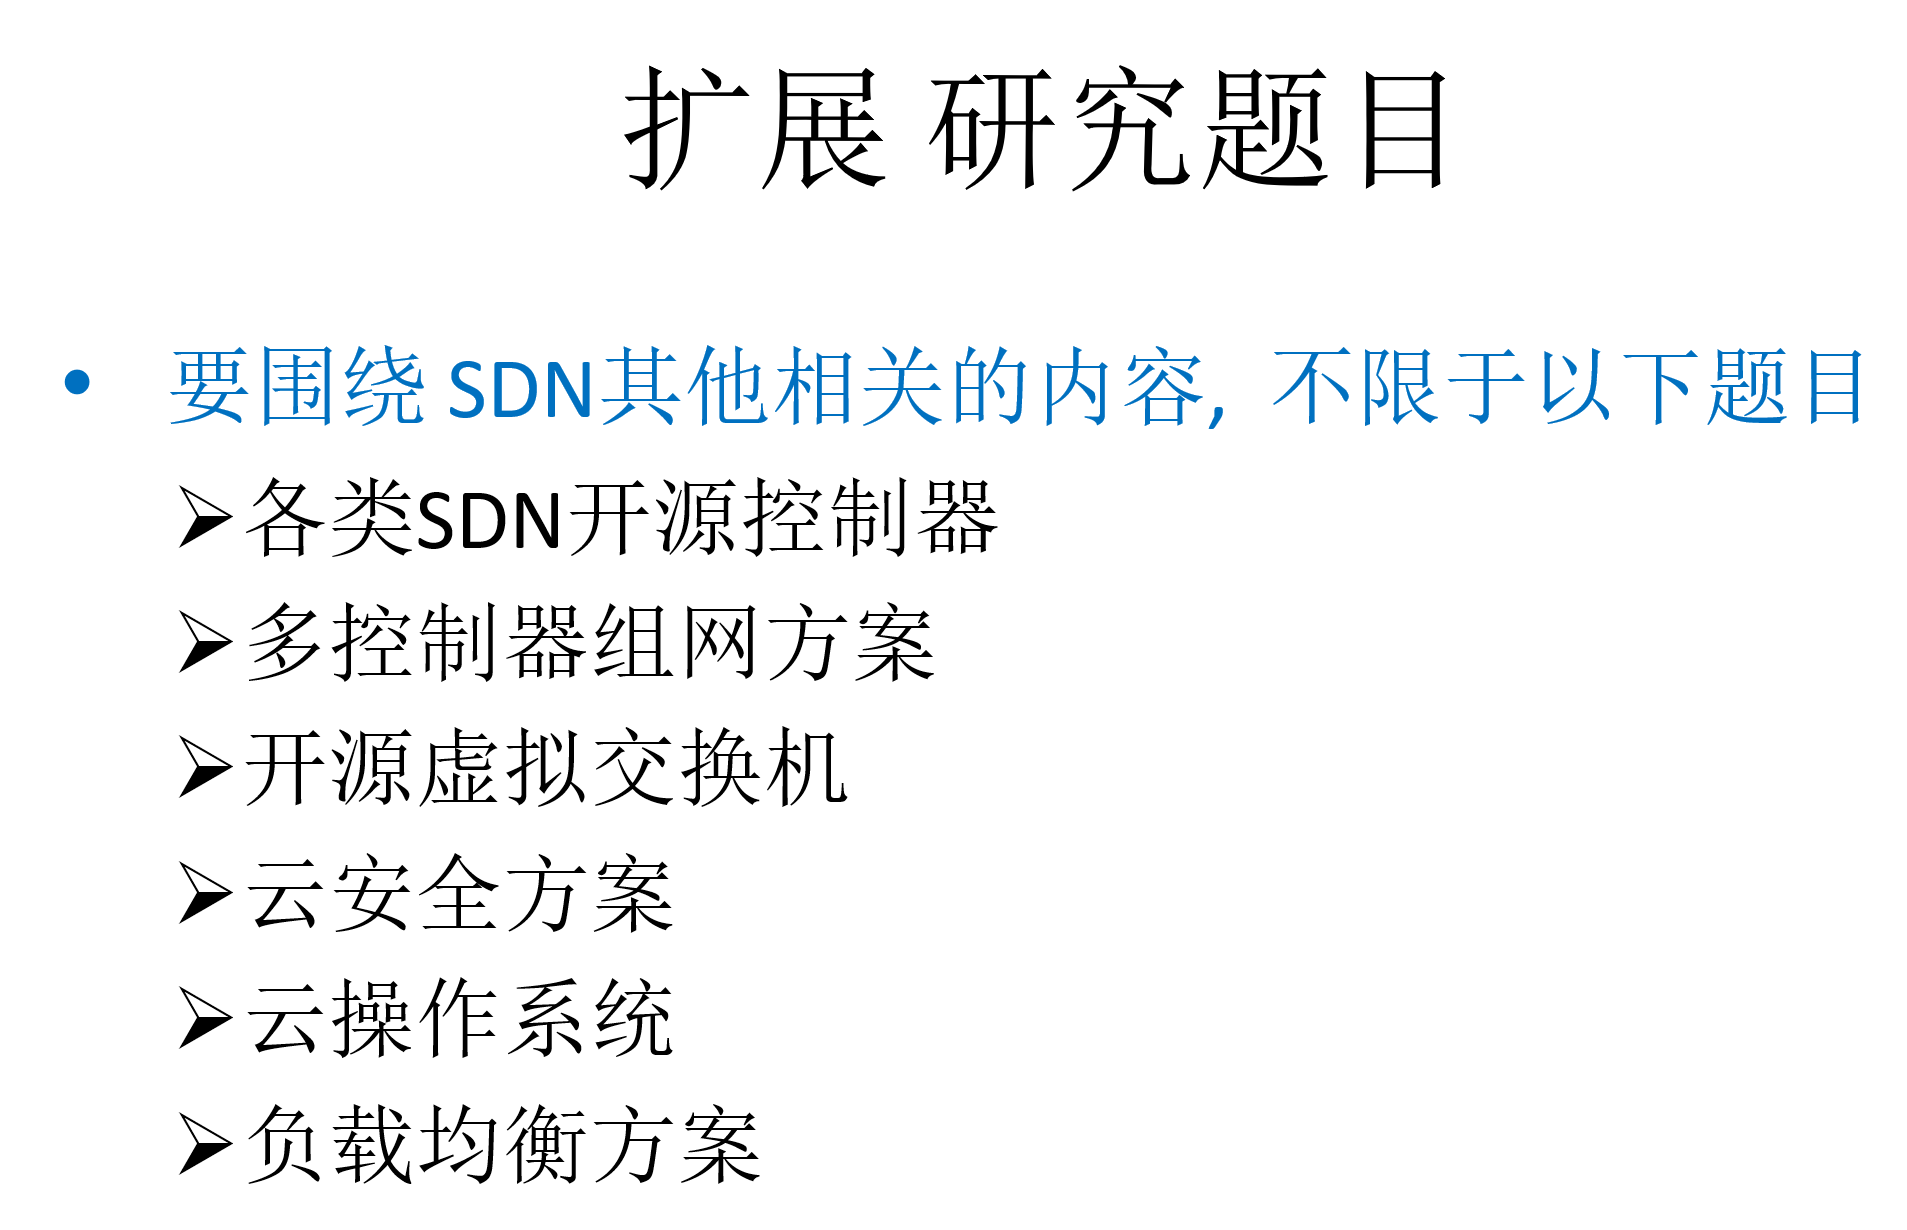 扩展 研究题目
• 要围绕 SDN其他相关的内容, 不限于以下题目
➢各类SDN开源控制器
➢多控制器组网方案
➢开源虚拟交换机
➢云安全方案
➢云操作系统
➢负载均衡方案